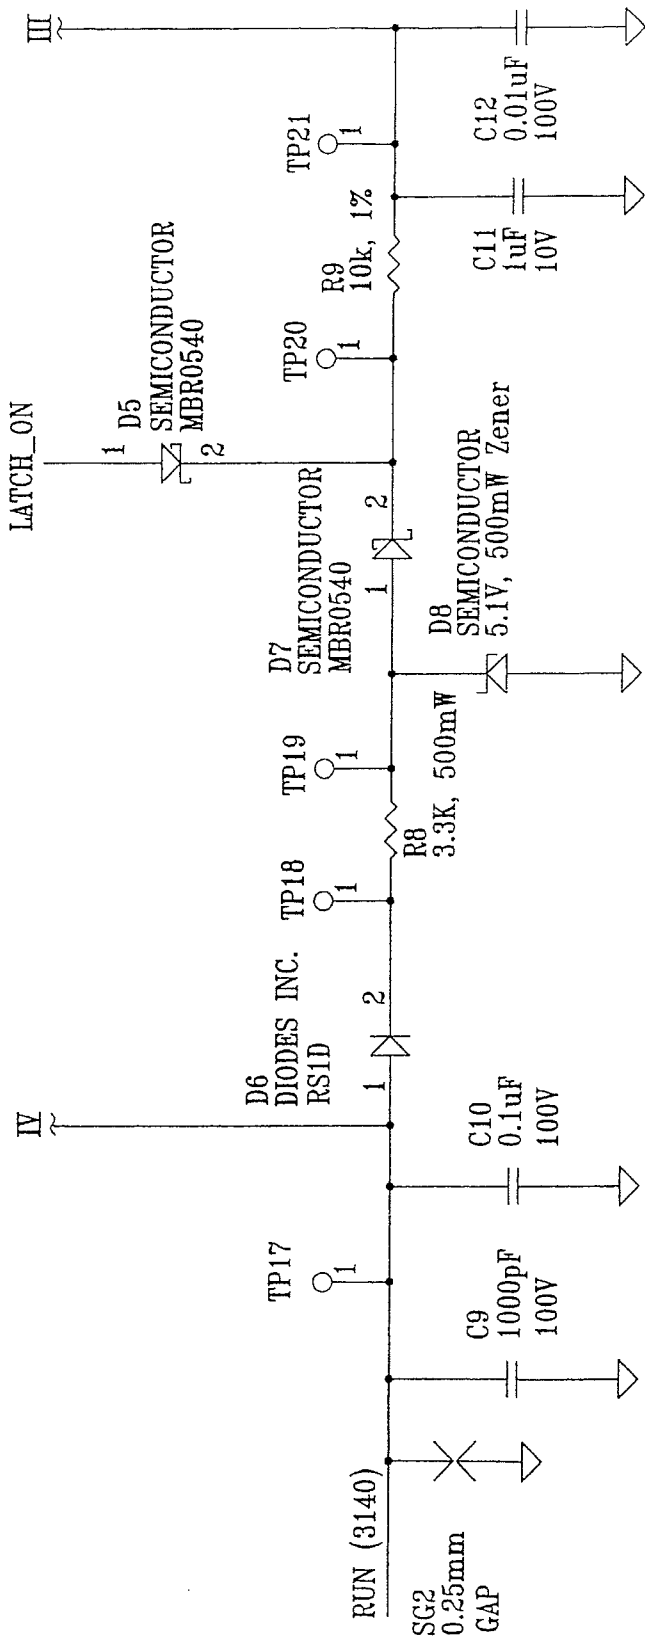 III
IV
LATCH_ON
1
D5
SEMICONDUCTOR
MBR0540
2
TP21
1
R9
10k, 1%
TP20
1
C12
0.01uF
100V
C11
1uF
10V
D7
SEMICONDUCTOR
MBR0540
1
2
D8
SEMICONDUCTOR
5.1V, 500mW Zener
TP19
1
R8
3.3K, 500mW
TP18
1
D6
DIODES INC.
RS1D
1
2
C10
0.1uF
100V
TP17
1
C9
1000pF
100V
RUN (3140)
SG2
0.25mm
GAP